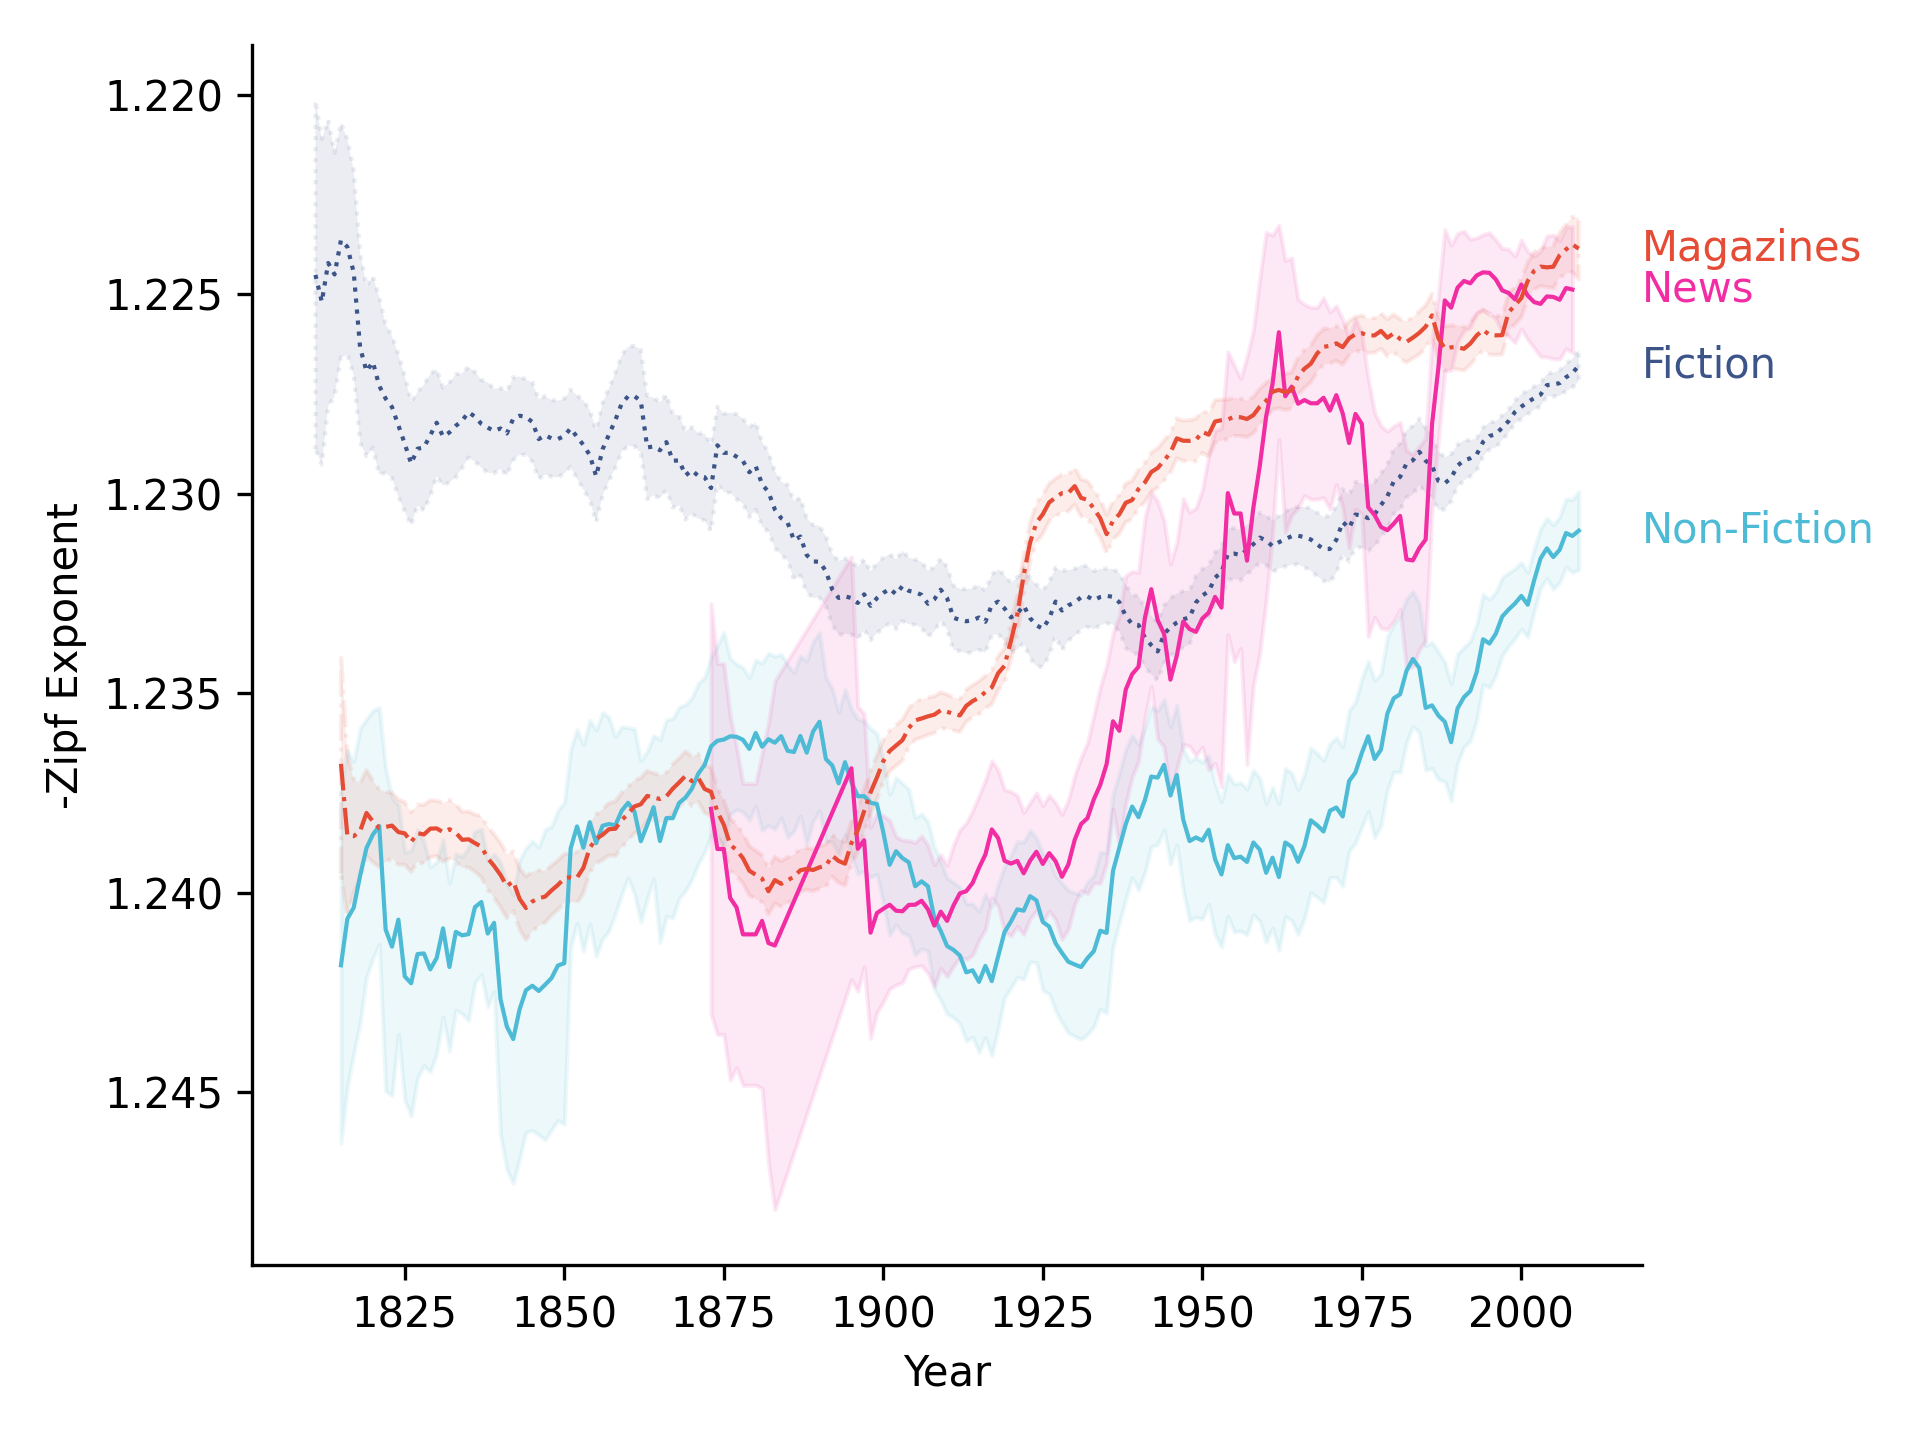 1.220
1.225
1.230
1.235
1.240
1.245
-Zipf Exponent
Magazines
News
Fiction
Non-Fiction
1825 1850 1875 1900 1925 1950 1975 2000
Year